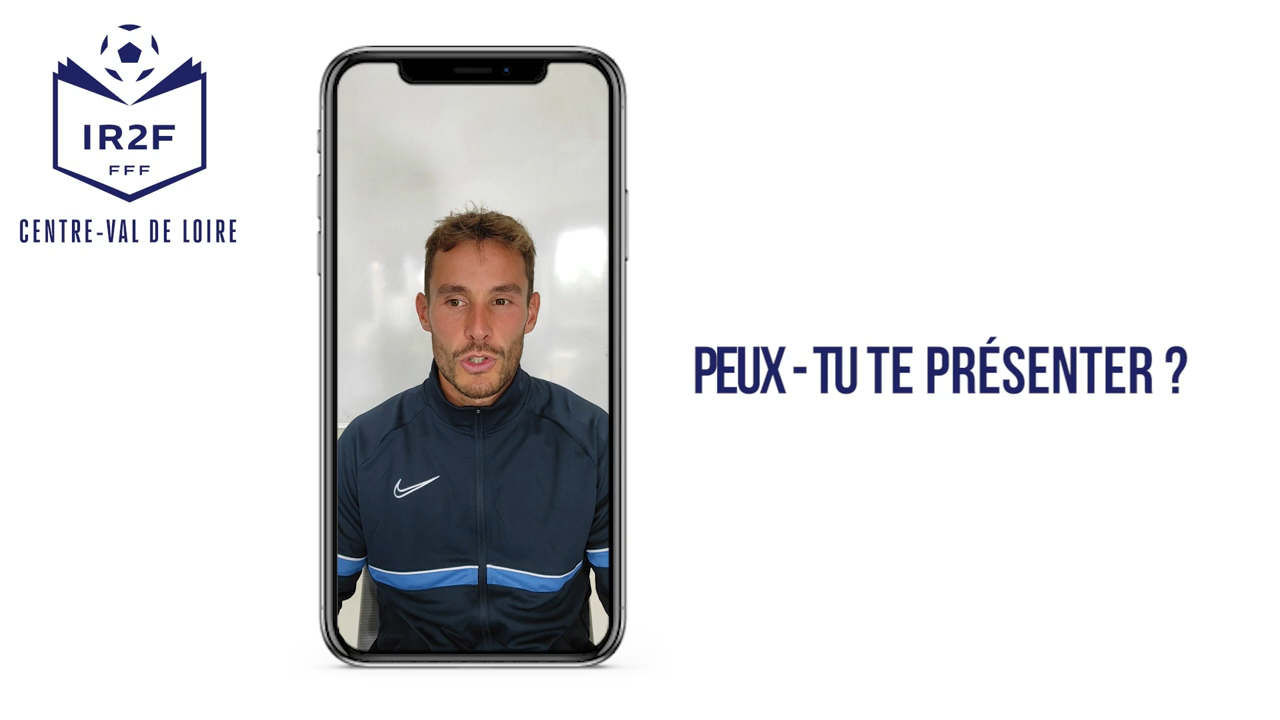 IR2F
FFF
CENTRE-VAL DE LOIRE
PEUX-TU TE PRÉSENTER ?